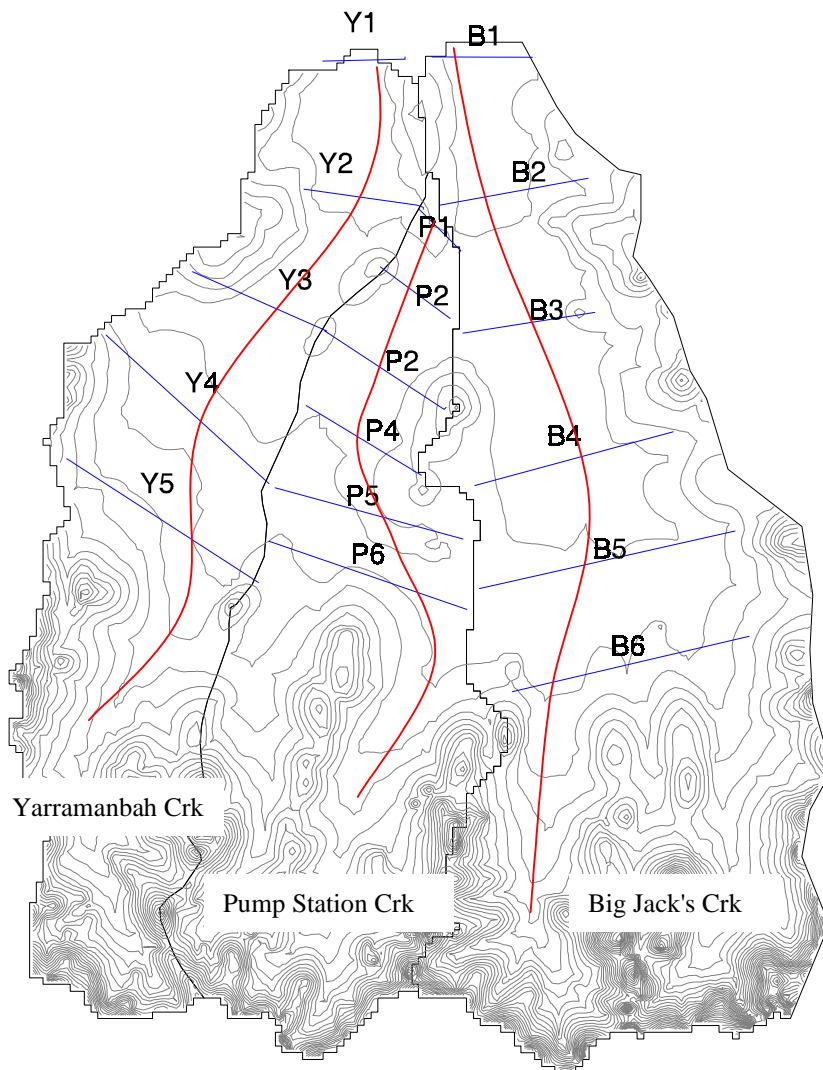 Y1
B1
Y2
B2
P1
Y3
P2
B3
P2
Y4
P4
B4
Y5
P5
P6
B5
B6
Yarramanbah Crk
Pump Station Crk
Big Jack's Crk